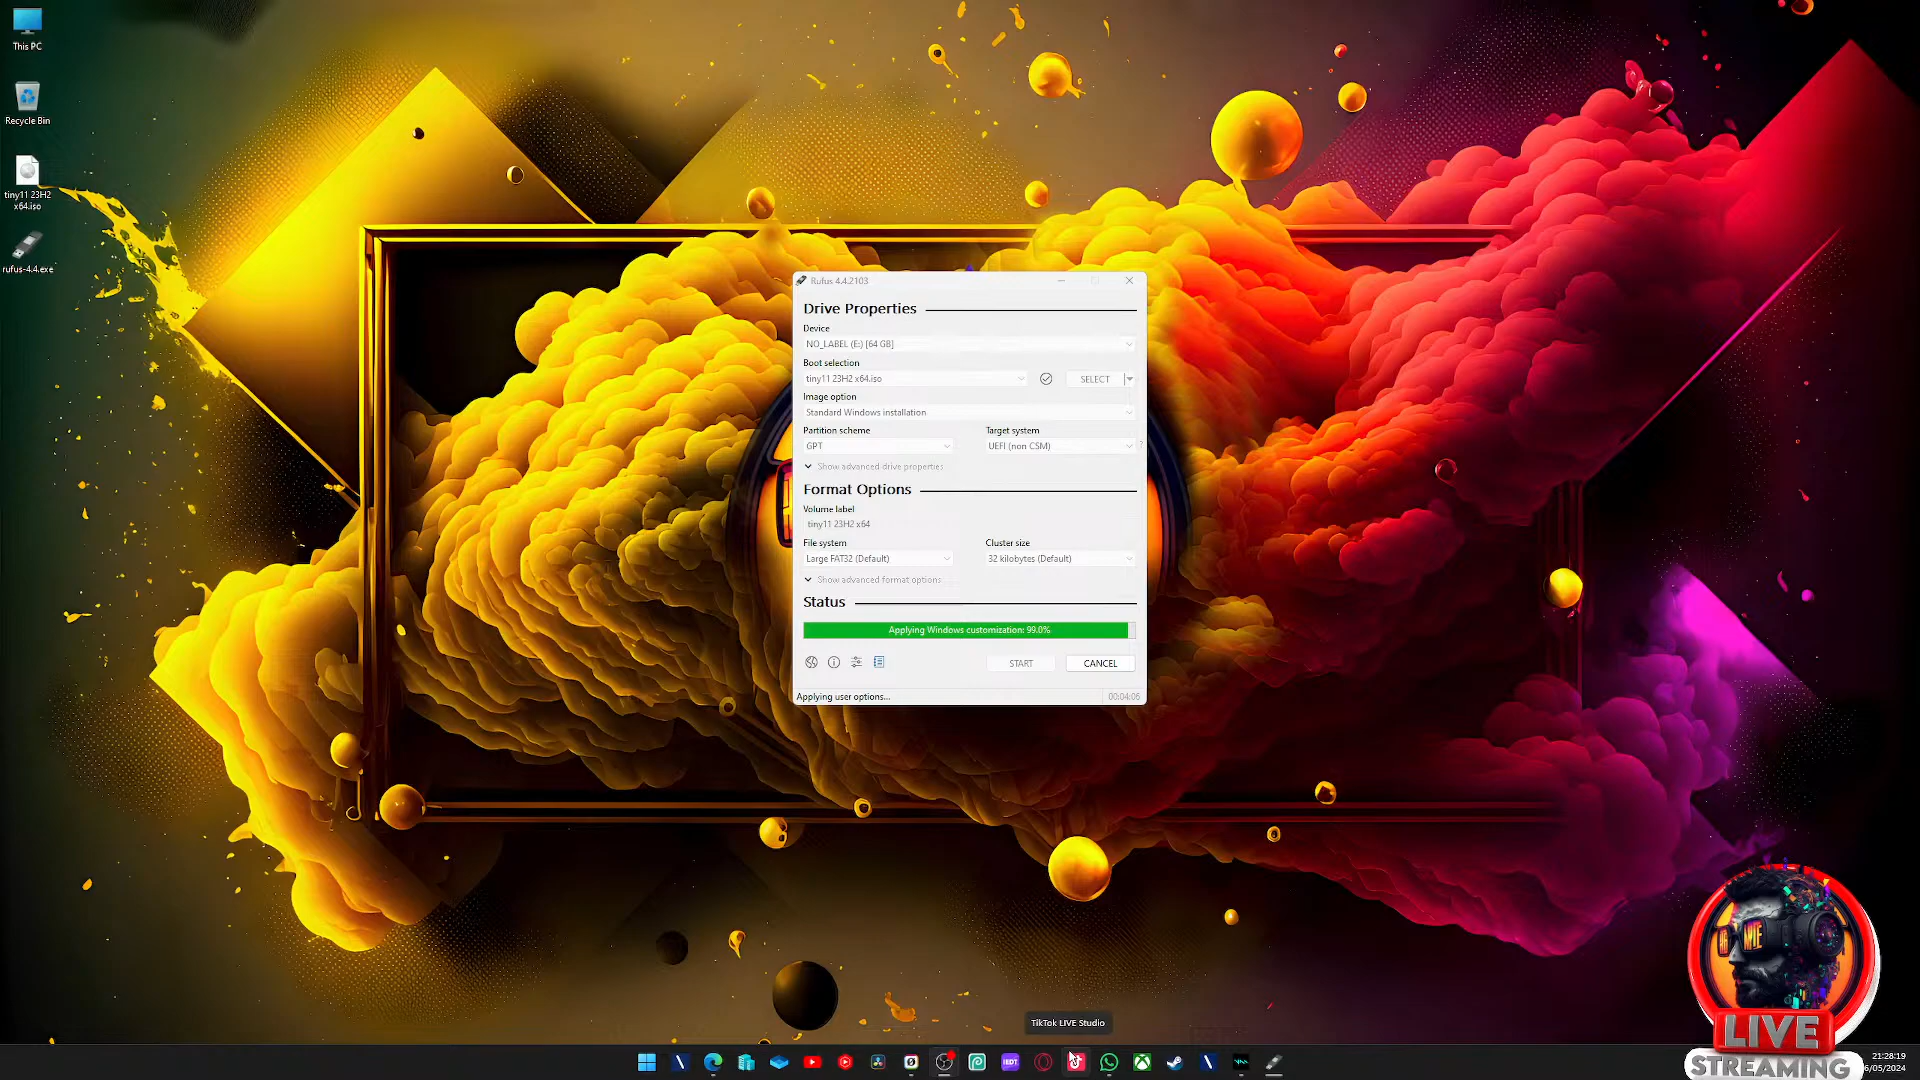 This PC
Recycle Bin
tiny11 23H2
x64.iso
rufus-4.4.exe
Rufus 4.4.2103
Drive Properties
Device
NO_LABEL (E:) [64 GB]
Boot selection
tiny11 23H2 x64.iso
SELECT
Image option
Standard Windows installation
Partition scheme
Target system
GPT
UEFI (non CSM)
?
Show advanced drive properties
Format Options
Volume label
tiny11 23H2 x64
File system
Cluster size
Large FAT32 (Default)
32 kilobytes (Default)
Show advanced format options
Status
Applying Windows customization: 99.0%
START
CANCEL
Applying user options...
00:04:06
TikTok LIVE Studio
LIVE
STREAMING
21:28:19
6/05/2024